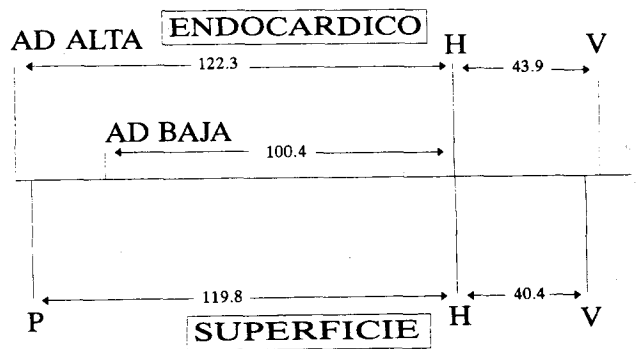 ENDOCARDICO
AD ALTA H V
122.3 43.9
AD BAJA
100.4
119.8 40.4
P H V
SUPERFICIE